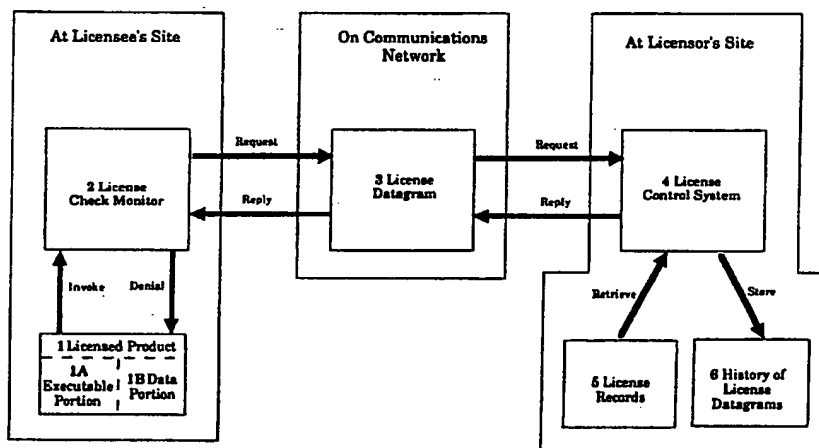 At Licensee's Site
On Communications
Network
At Licensor's Site
Request
Request
2 License
Check Monitor
3 License
Datagram
4 License
Control System
Reply
Reply
Invoke
Denial
Retrieve
Store
1 Licensed Product
1A
Executable
Portion
1B Data
Portion
5 License
Records
6 History of
License
Datagrams